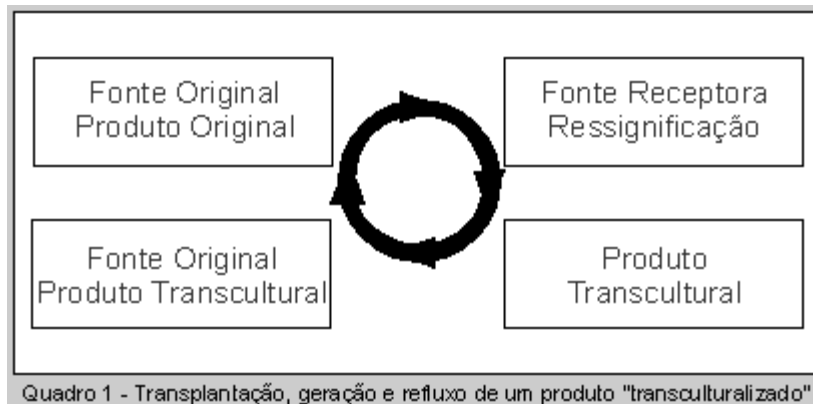 Fonte Original
Produto Original
Fonte Receptora
Ressignificação
Fonte Original
Produto Transcultural
Produto
Transcultural
Quadro 1 - Transplantação, geração e refluxo de um produto "transculturalizado"